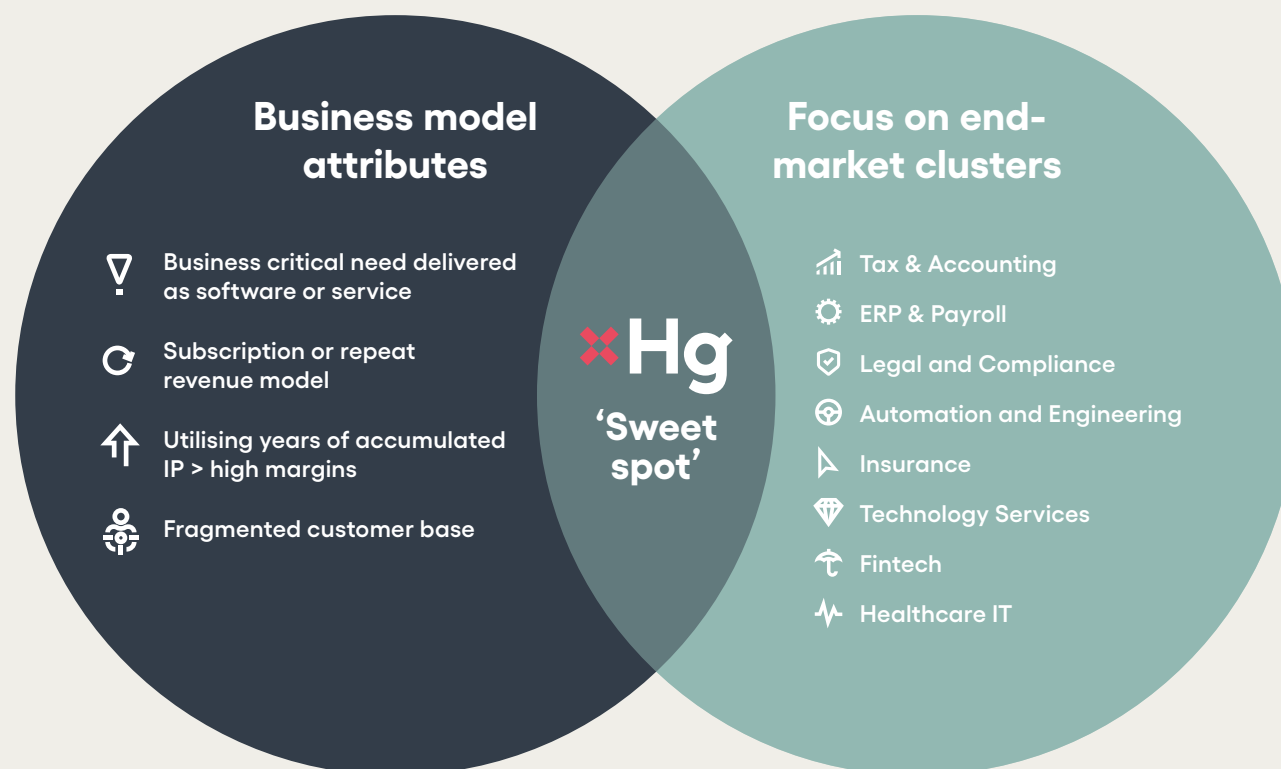 Business model
attributes
Business critical need delivered
as software or service
Subscription or repeat
revenue model
Utilising years of accumulated
IP > high margins
Fragmented customer base
Hg
‘Sweet
spot’
Focus on end-
market clusters
Tax & Accounting
ERP & Payroll
Legal and Compliance
Automation and Engineering
Insurance
Technology Services
Fintech
Healthcare IT